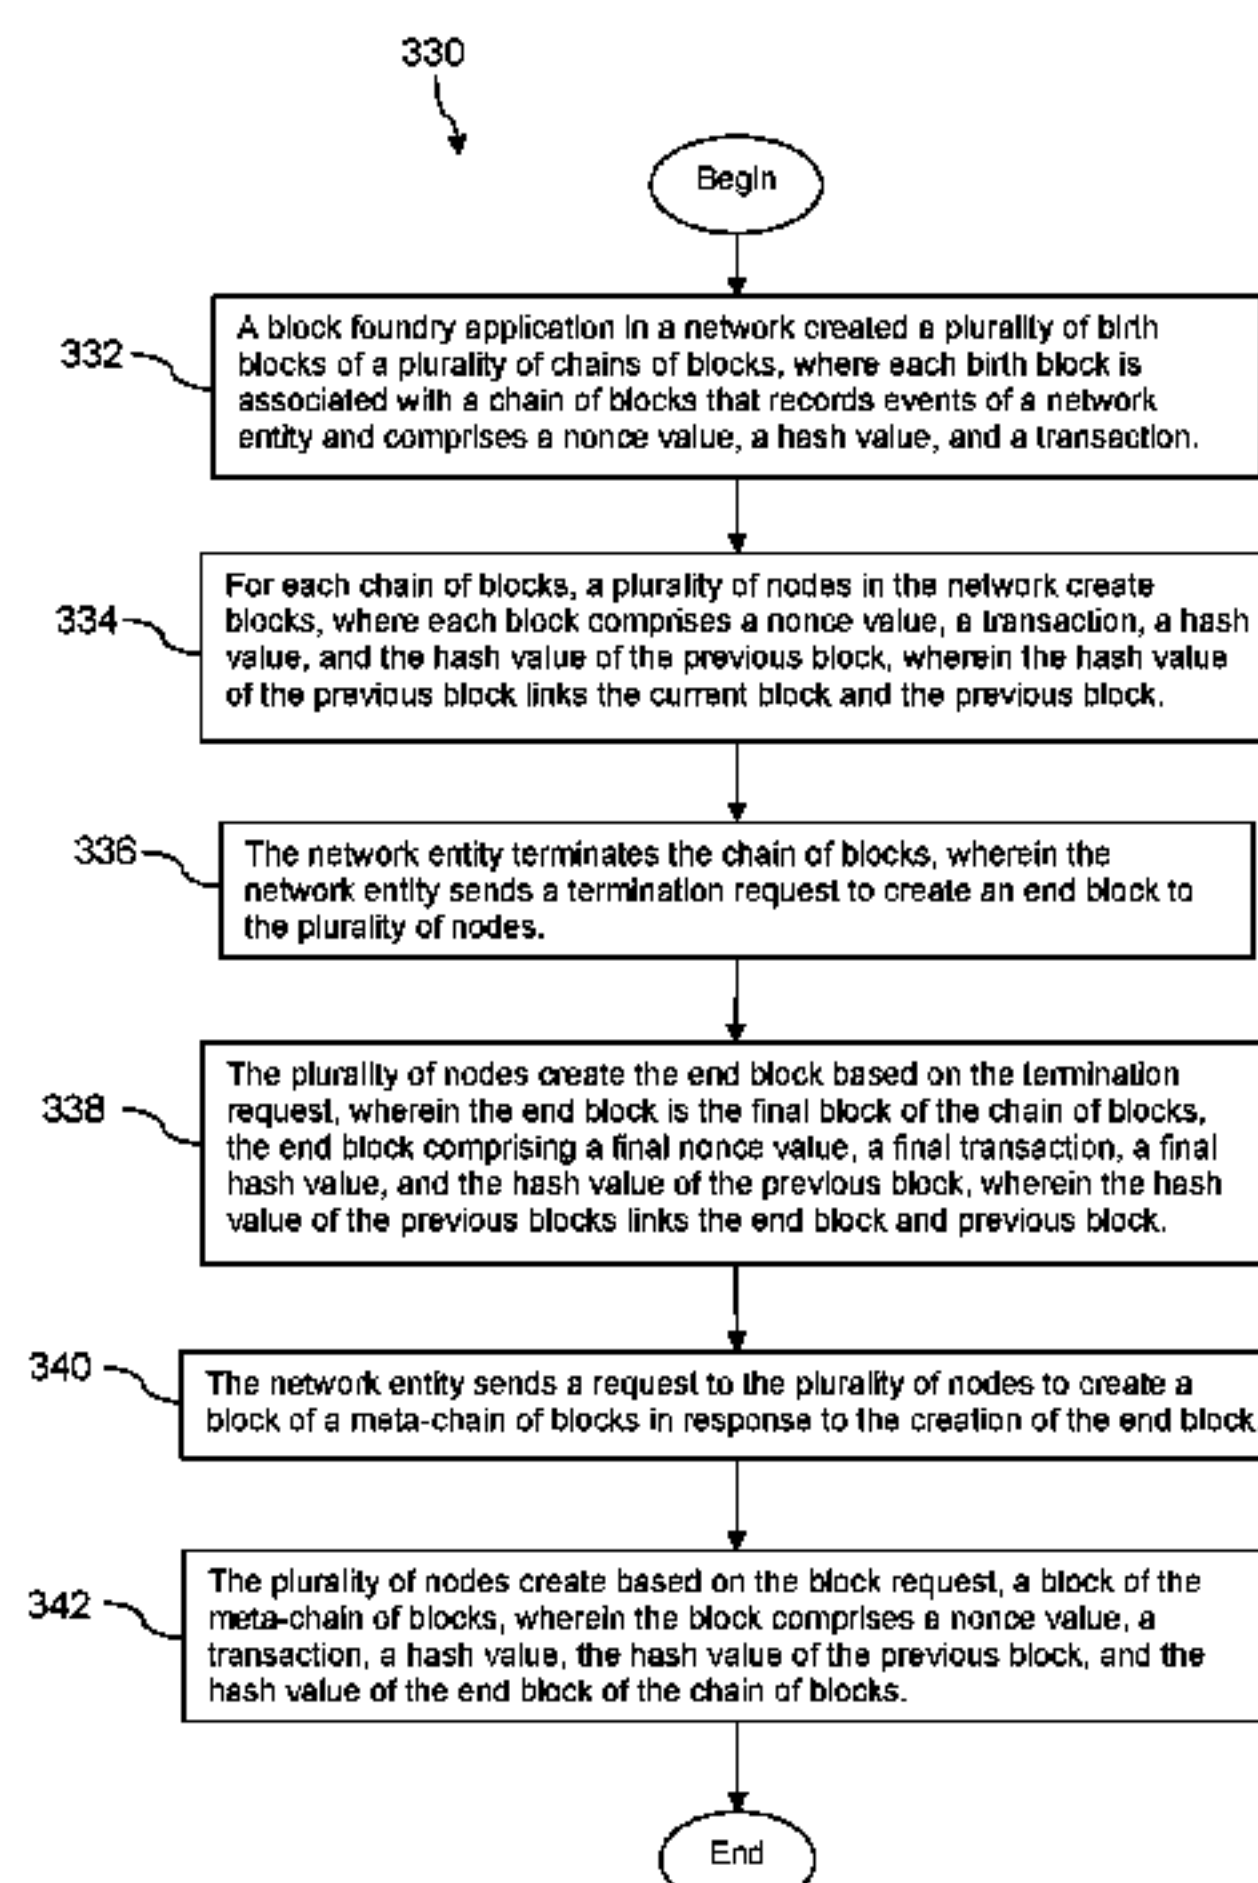 330
Begin
332
A block foundry application in a network created a plurality of birth
blocks of a plurality of chains of blocks, where each birth block is
associated with a chain of blocks that records events of a network
entity and comprises a nonce value, a hash value, and a transaction.
334
For each chain of blocks, a plurality of nodes in the network create
blocks, where each block comprises a nonce value, a transaction, a hash
value, and the hash value of the previous block, wherein the hash value
of the previous block links the current block and the previous block.
336
The network entity terminates the chain of blocks, wherein the
network entity sends a termination request to create an end block to
the plurality of nodes.
338
The plurality of nodes create the end block based on the termination
request, wherein the end block is the final block of the chain of blocks,
the end block comprising a final nonce value, a final transaction, a final
hash value, and the hash value of the previous block, wherein the hash
value of the previous blocks links the end block and previous block.
340
The network entity sends a request to the plurality of nodes to create a
block of a meta-chain of blocks in response to the creation of the end block
342
The plurality of nodes create based on the block request, a block of the
meta-chain of blocks, wherein the block comprises a nonce value, a
transaction, a hash value, the hash value of the previous block, and the
hash value of the end block of the chain of blocks.
End